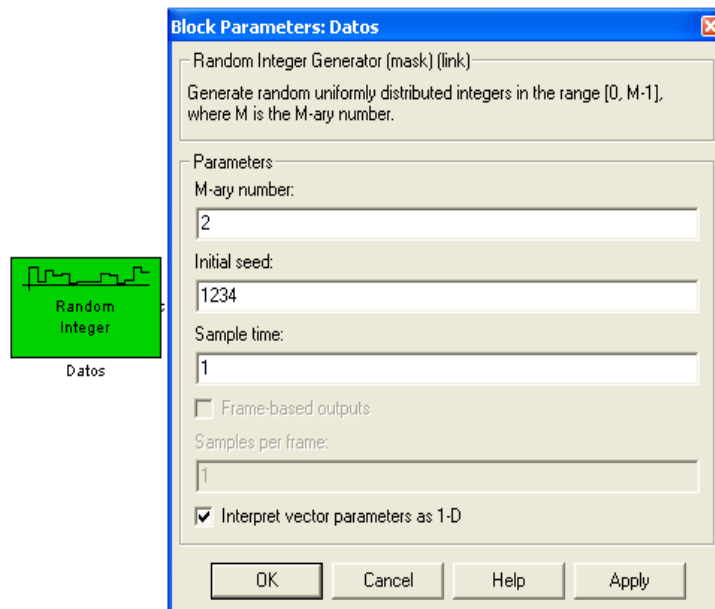 Random
Integer
Datos
Block Parameters: Datos
Random Integer Generator (mask) (link)
Generate random uniformly distributed integers in the range [0, M-1],
where M is the M-ary number.
Parameters
M-ary number:
2
Initial seed:
1234
Sample time:
1
Frame-based outputs
Samples per frame:
1
Interpret vector parameters as 1-D
OK
Cancel
Help
Apply